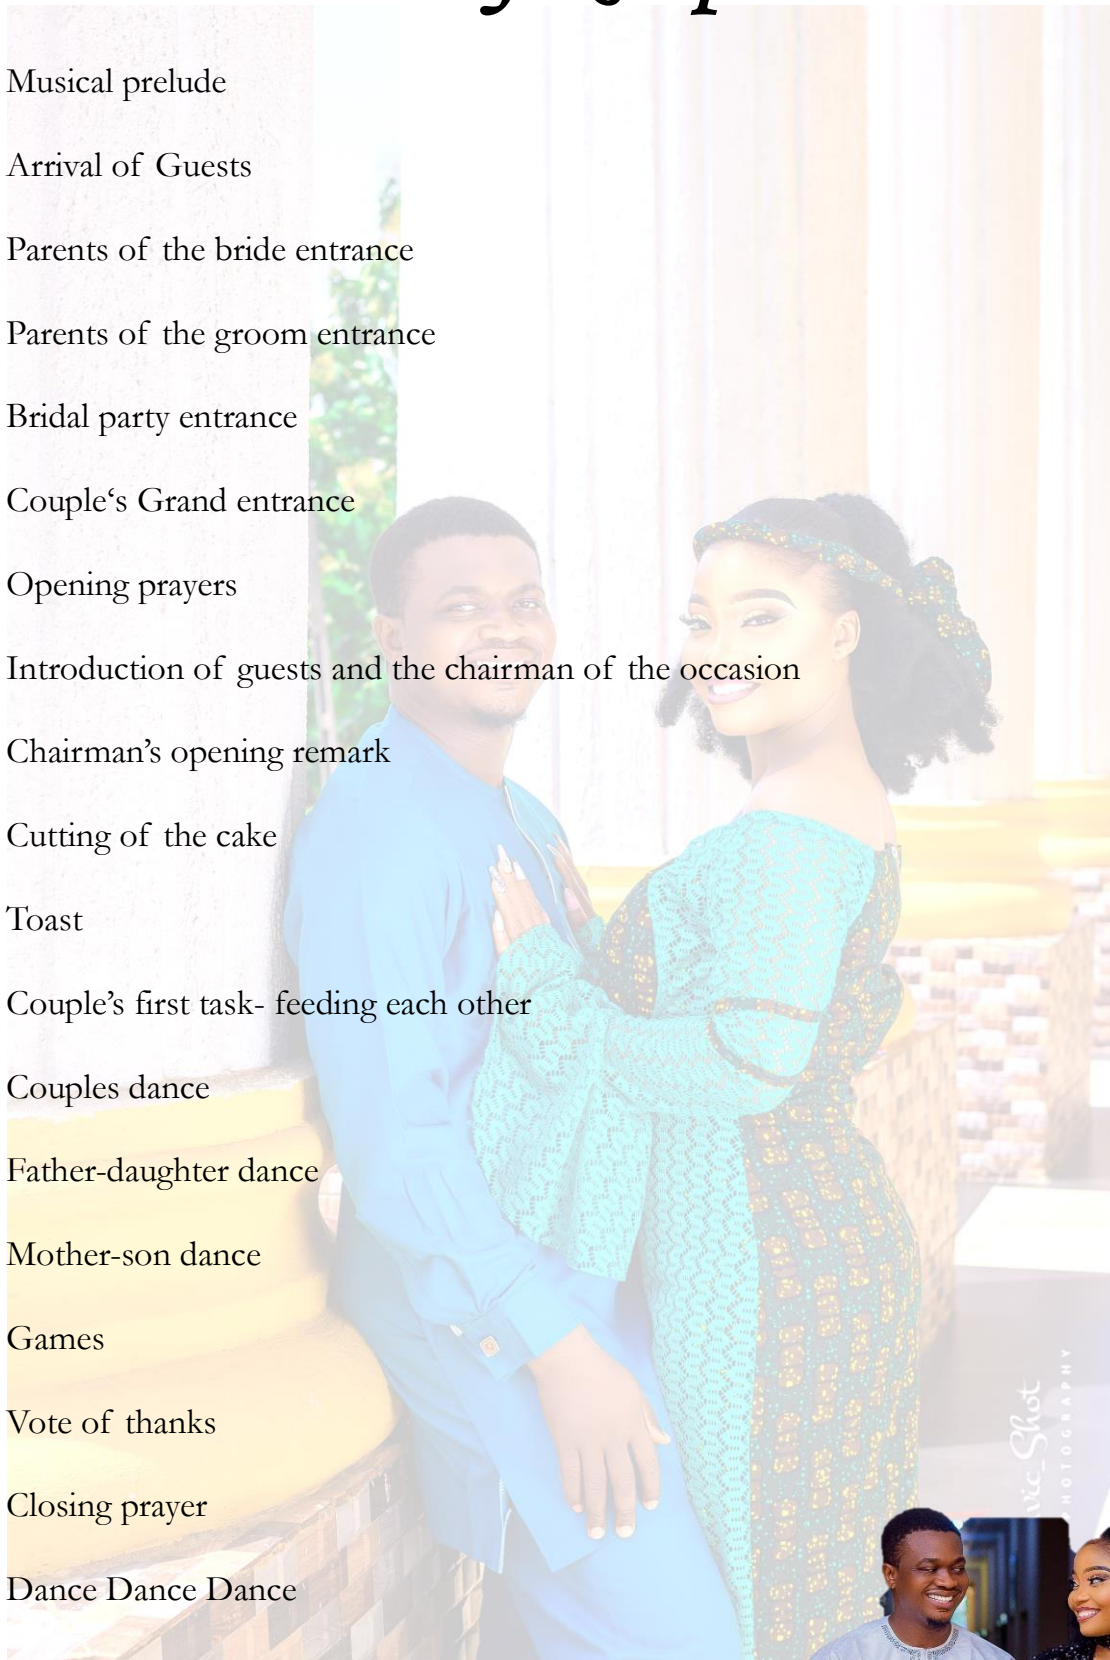 Musical prelude
Arrival of Guests
Parents of the bride entrance
Parents of the groom entrance
Bridal party entrance
Couple‘s Grand entrance
Opening prayers
Introduction of guests and the chairman of the occasion
Chairman’s opening remark
Cutting of the cake
Toast
Couple’s first task- feeding each other
Couples dance
Father-daughter dance
Mother-son dance
Games
Vote of thanks
Closing prayer
Dance Dance Dance